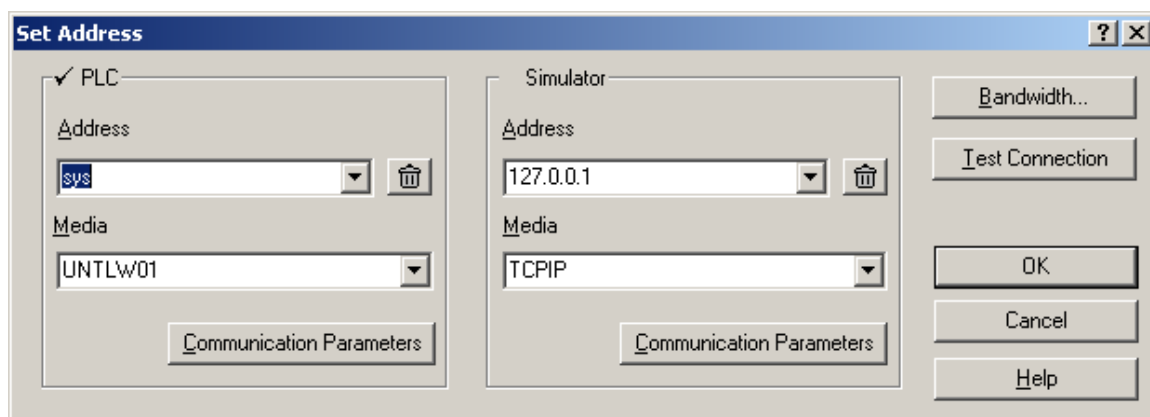 Set Address
PLC
Address
sys
Media
UNTLW01
Communication Parameters
Simulator
Address
127.0.0.1
Media
TCPIP
Communication Parameters
Bandwidth...
Test Connection
OK
Cancel
Help